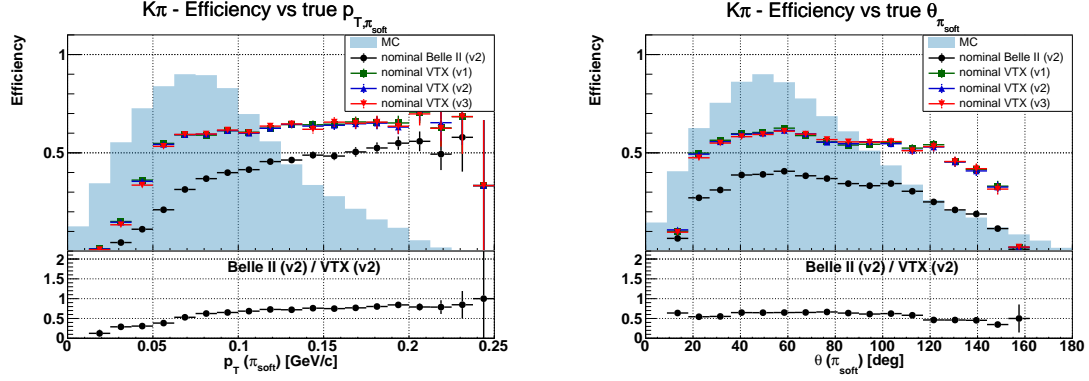 Kπ - Efficiency vs true p_T,π_soft
Efficiency
1
0.5
MC
nominal Belle II (v2)
nominal VTX (v1)
nominal VTX (v2)
nominal VTX (v3)
Belle II (v2) / VTX (v2)
2
1.5
1
0.5
0
0 0.05 0.1 0.15 0.2 0.25
p_T (π_soft) [GeV/c]
Kπ - Efficiency vs true θ_π_soft
Efficiency
1
0.5
MC
nominal Belle II (v2)
nominal VTX (v1)
nominal VTX (v2)
nominal VTX (v3)
Belle II (v2) / VTX (v2)
2
1.5
1
0.5
0
0 20 40 60 80 100 120 140 160 180
θ (π_soft) [deg]